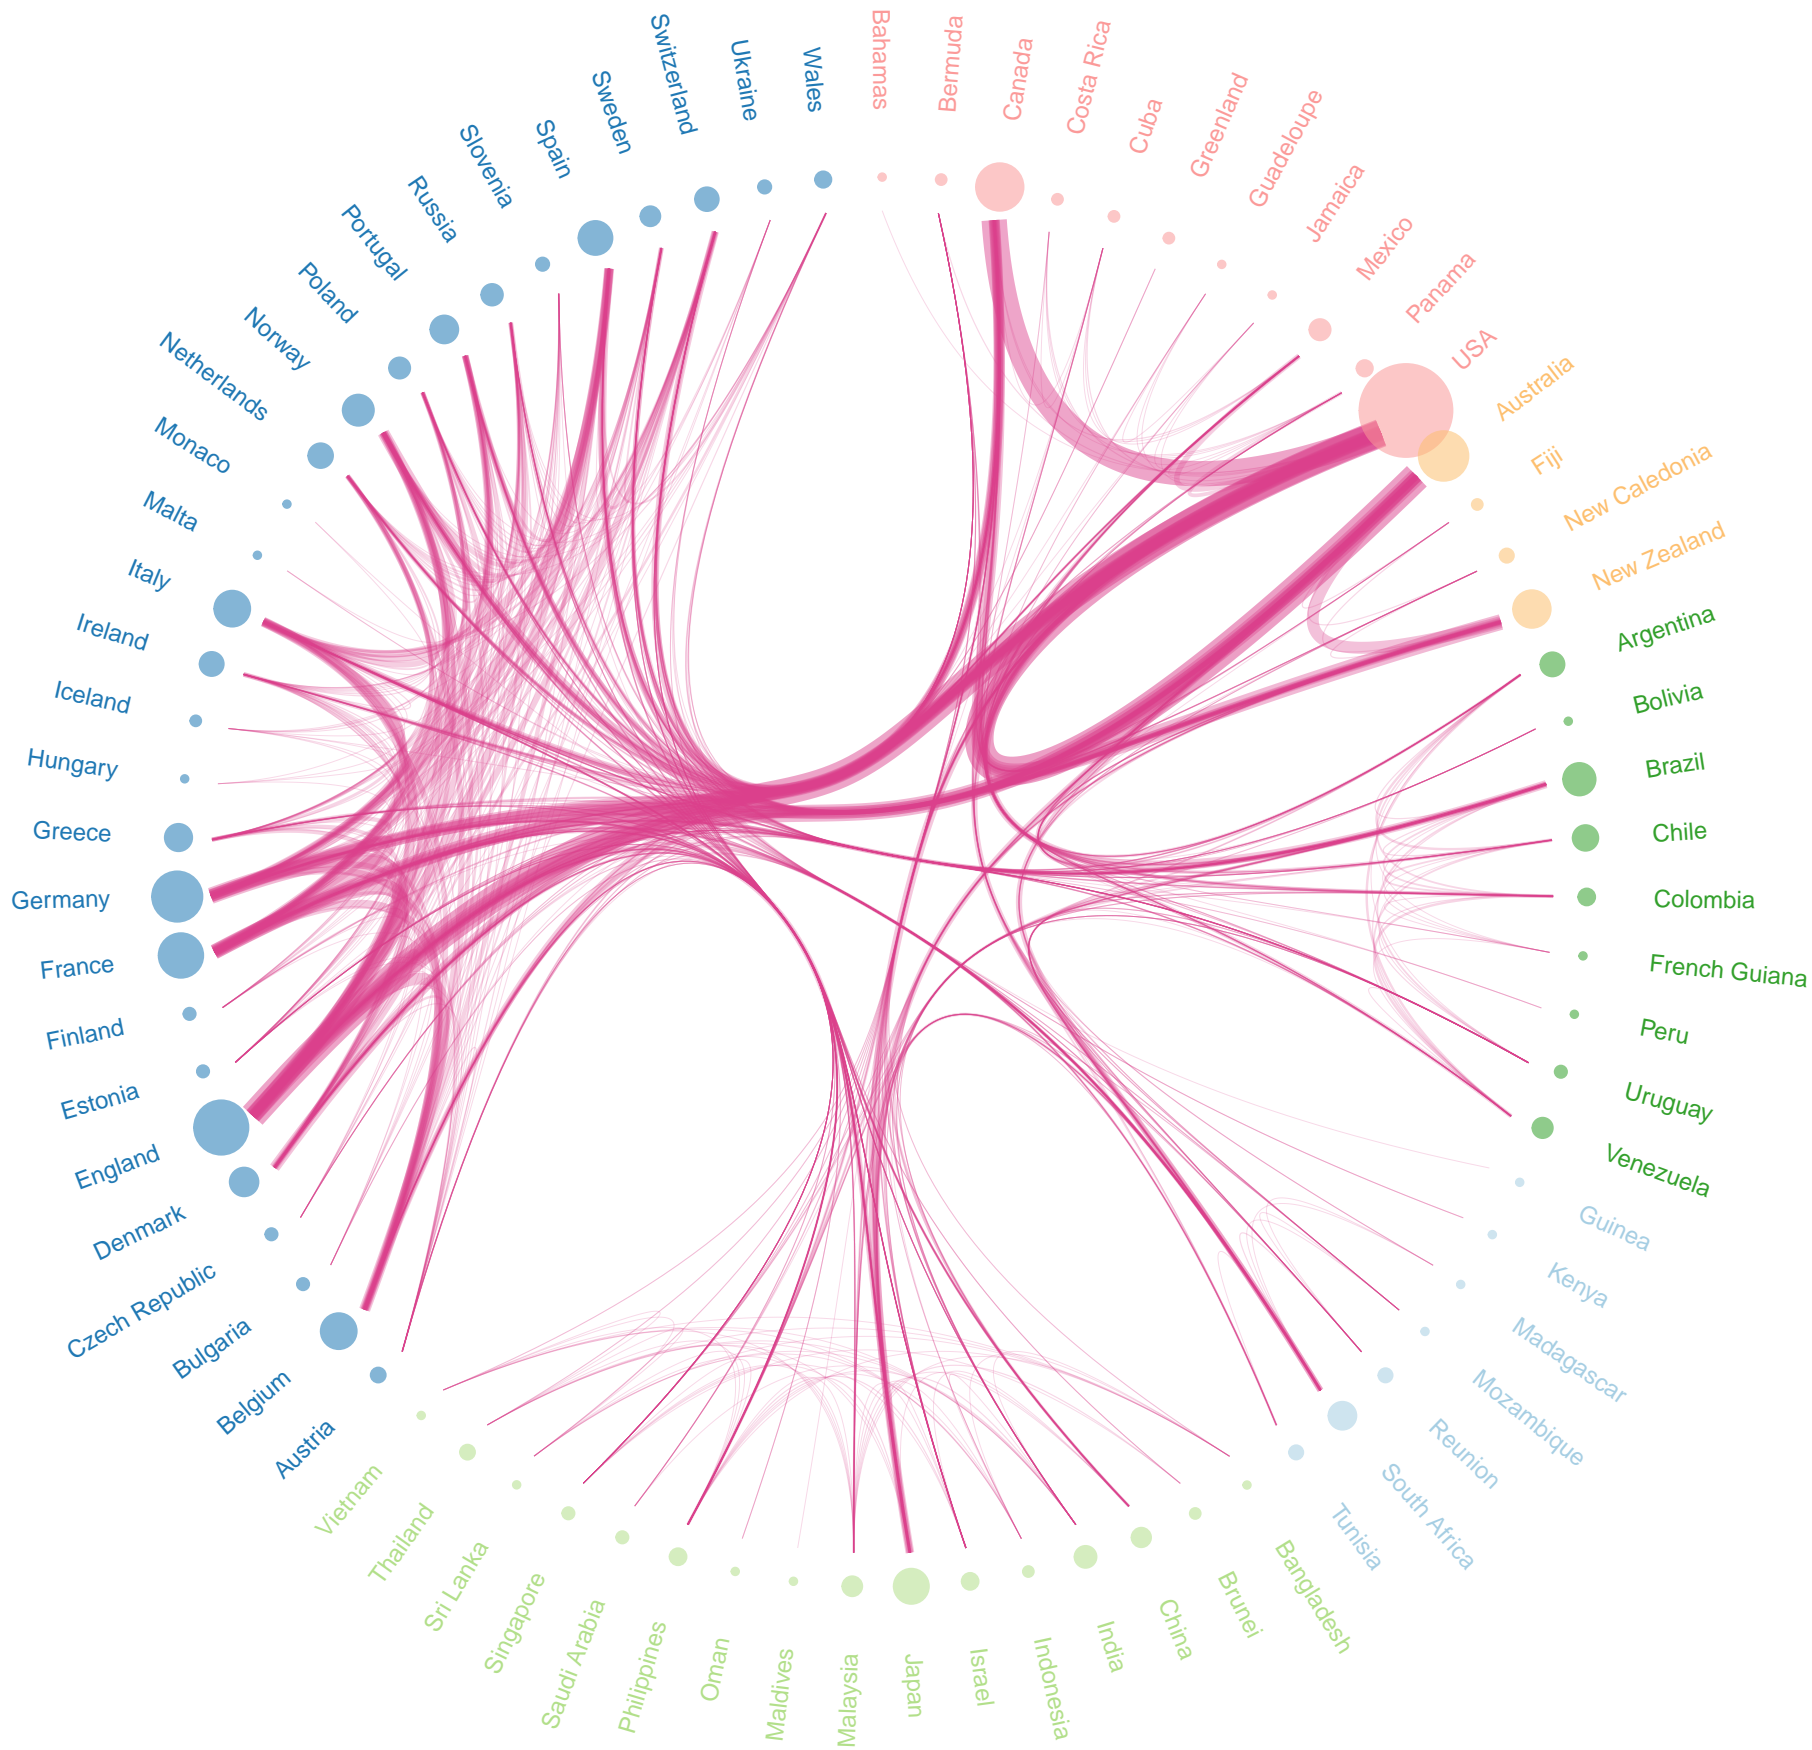 Bahamas
Bermuda
Canada
Costa Rica
Cuba
Greenland
Guadeloupe
Jamaica
Mexico
Panama
USA
Australia
Fiji
New Caledonia
New Zealand
Argentina
Bolivia
Brazil
Chile
Colombia
French Guiana
Peru
Uruguay
Venezuela
Guinea
Kenya
Madagascar
Mozambique
Reunion
South Africa
Tunisia
Bangladesh
Brunei
China
India
Indonesia
Israel
Japan
Malaysia
Maldives
Oman
Philippines
Saudi Arabia
Singapore
Sri Lanka
Thailand
Vietnam
Austria
Belgium
Bulgaria
Czech Republic
Denmark
England
Estonia
Finland
France
Germany
Greece
Hungary
Iceland
Ireland
Italy
Malta
Monaco
Netherlands
Norway
Poland
Portugal
Russia
Slovenia
Spain
Sweden
Switzerland
Ukraine
Wales